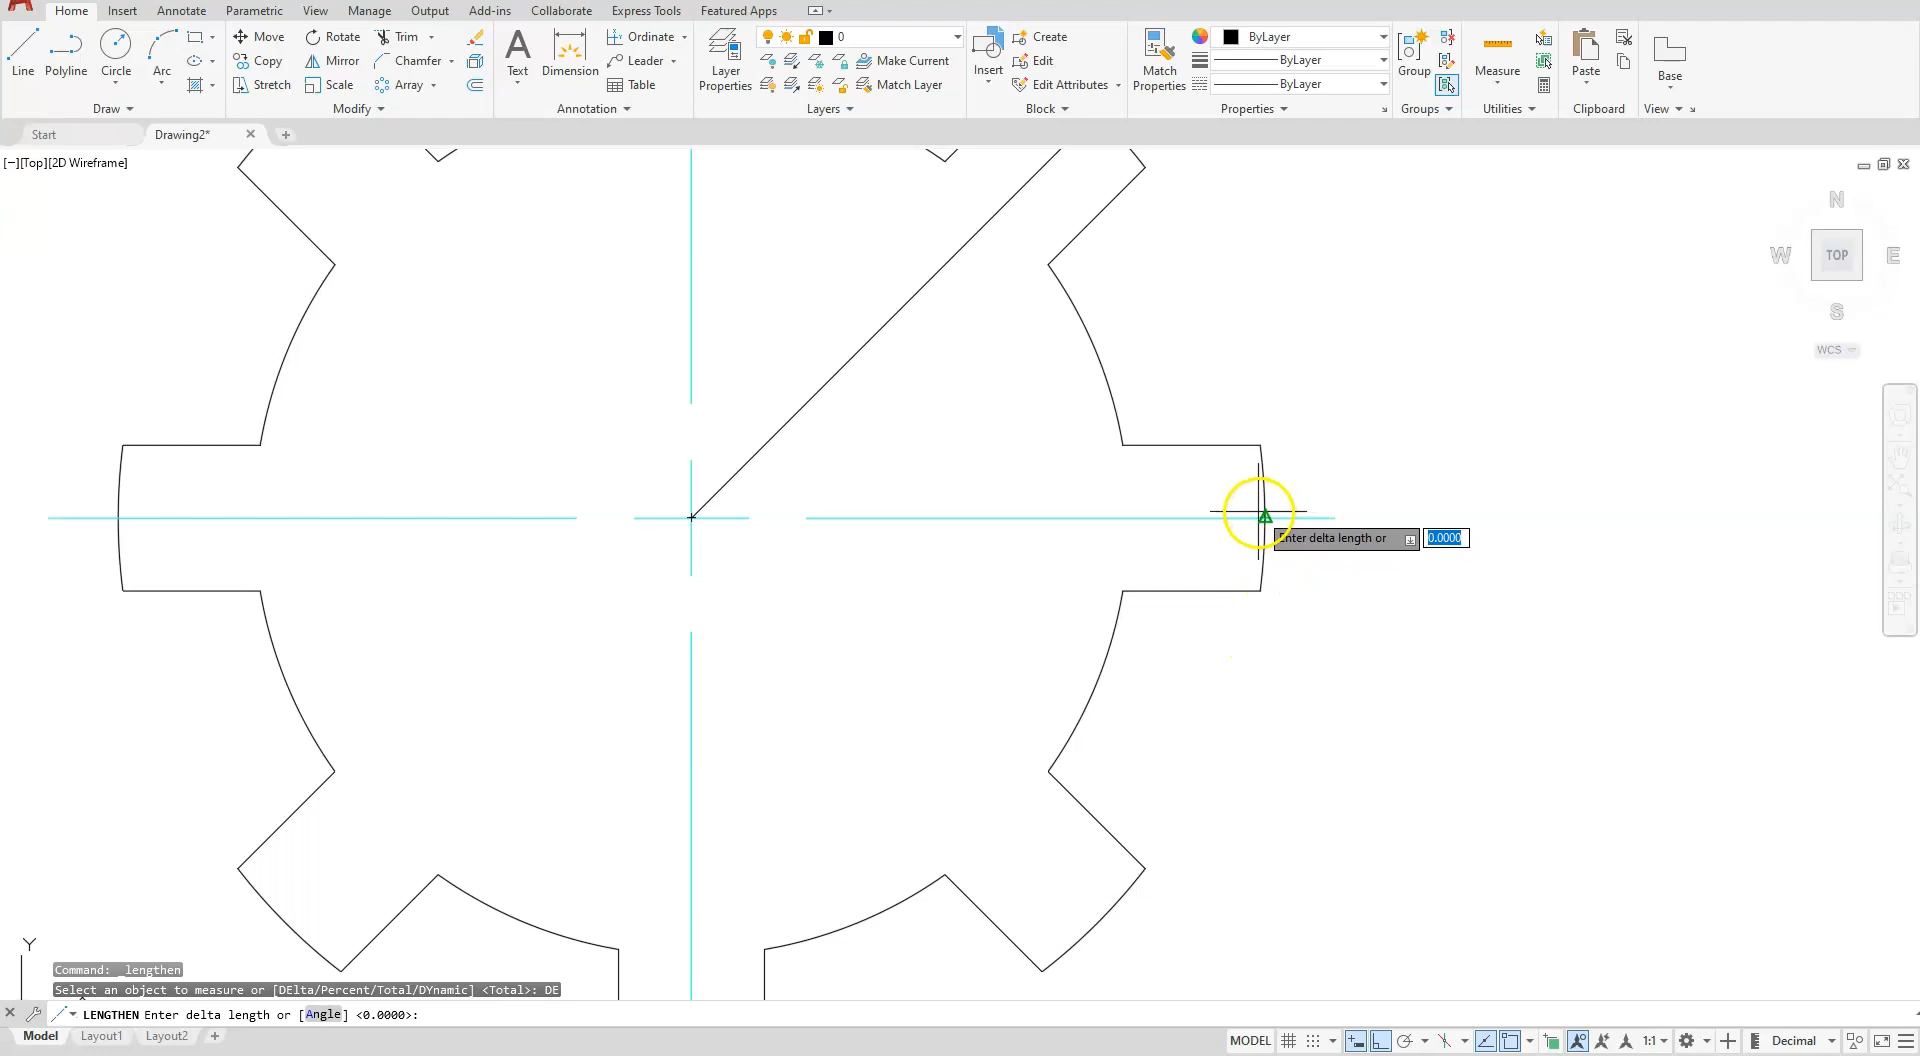 Home Insert Annotate Parametric View Manage Output Add-ins Collaborate Express Tools Featured Apps
Line Polyline Circle Arc
Move Rotate Trim
Copy Mirror Chamfer
Stretch Scale Array
Text Dimension
Ordinate
Leader
Table
Layer Properties
0
Make Current
Match Layer
Insert
Create
Edit
Edit Attributes
Match Properties
ByLayer
ByLayer
ByLayer
Group
Measure
Paste
Base
Draw Modify Annotation Layers Block Properties Groups Utilities Clipboard View
Start Drawing2*
[−][Top][2D Wireframe]
N
W TOP E
S
WCS
Enter delta length or 0.0000
Y
Command: _lengthen
Select an object to measure or [DElta/Percent/Total/DYnamic] <Total>: DE
LENGTHEN Enter delta length or [Angle] <0.0000>:
Model Layout1 Layout2
MODEL 1:1 Decimal